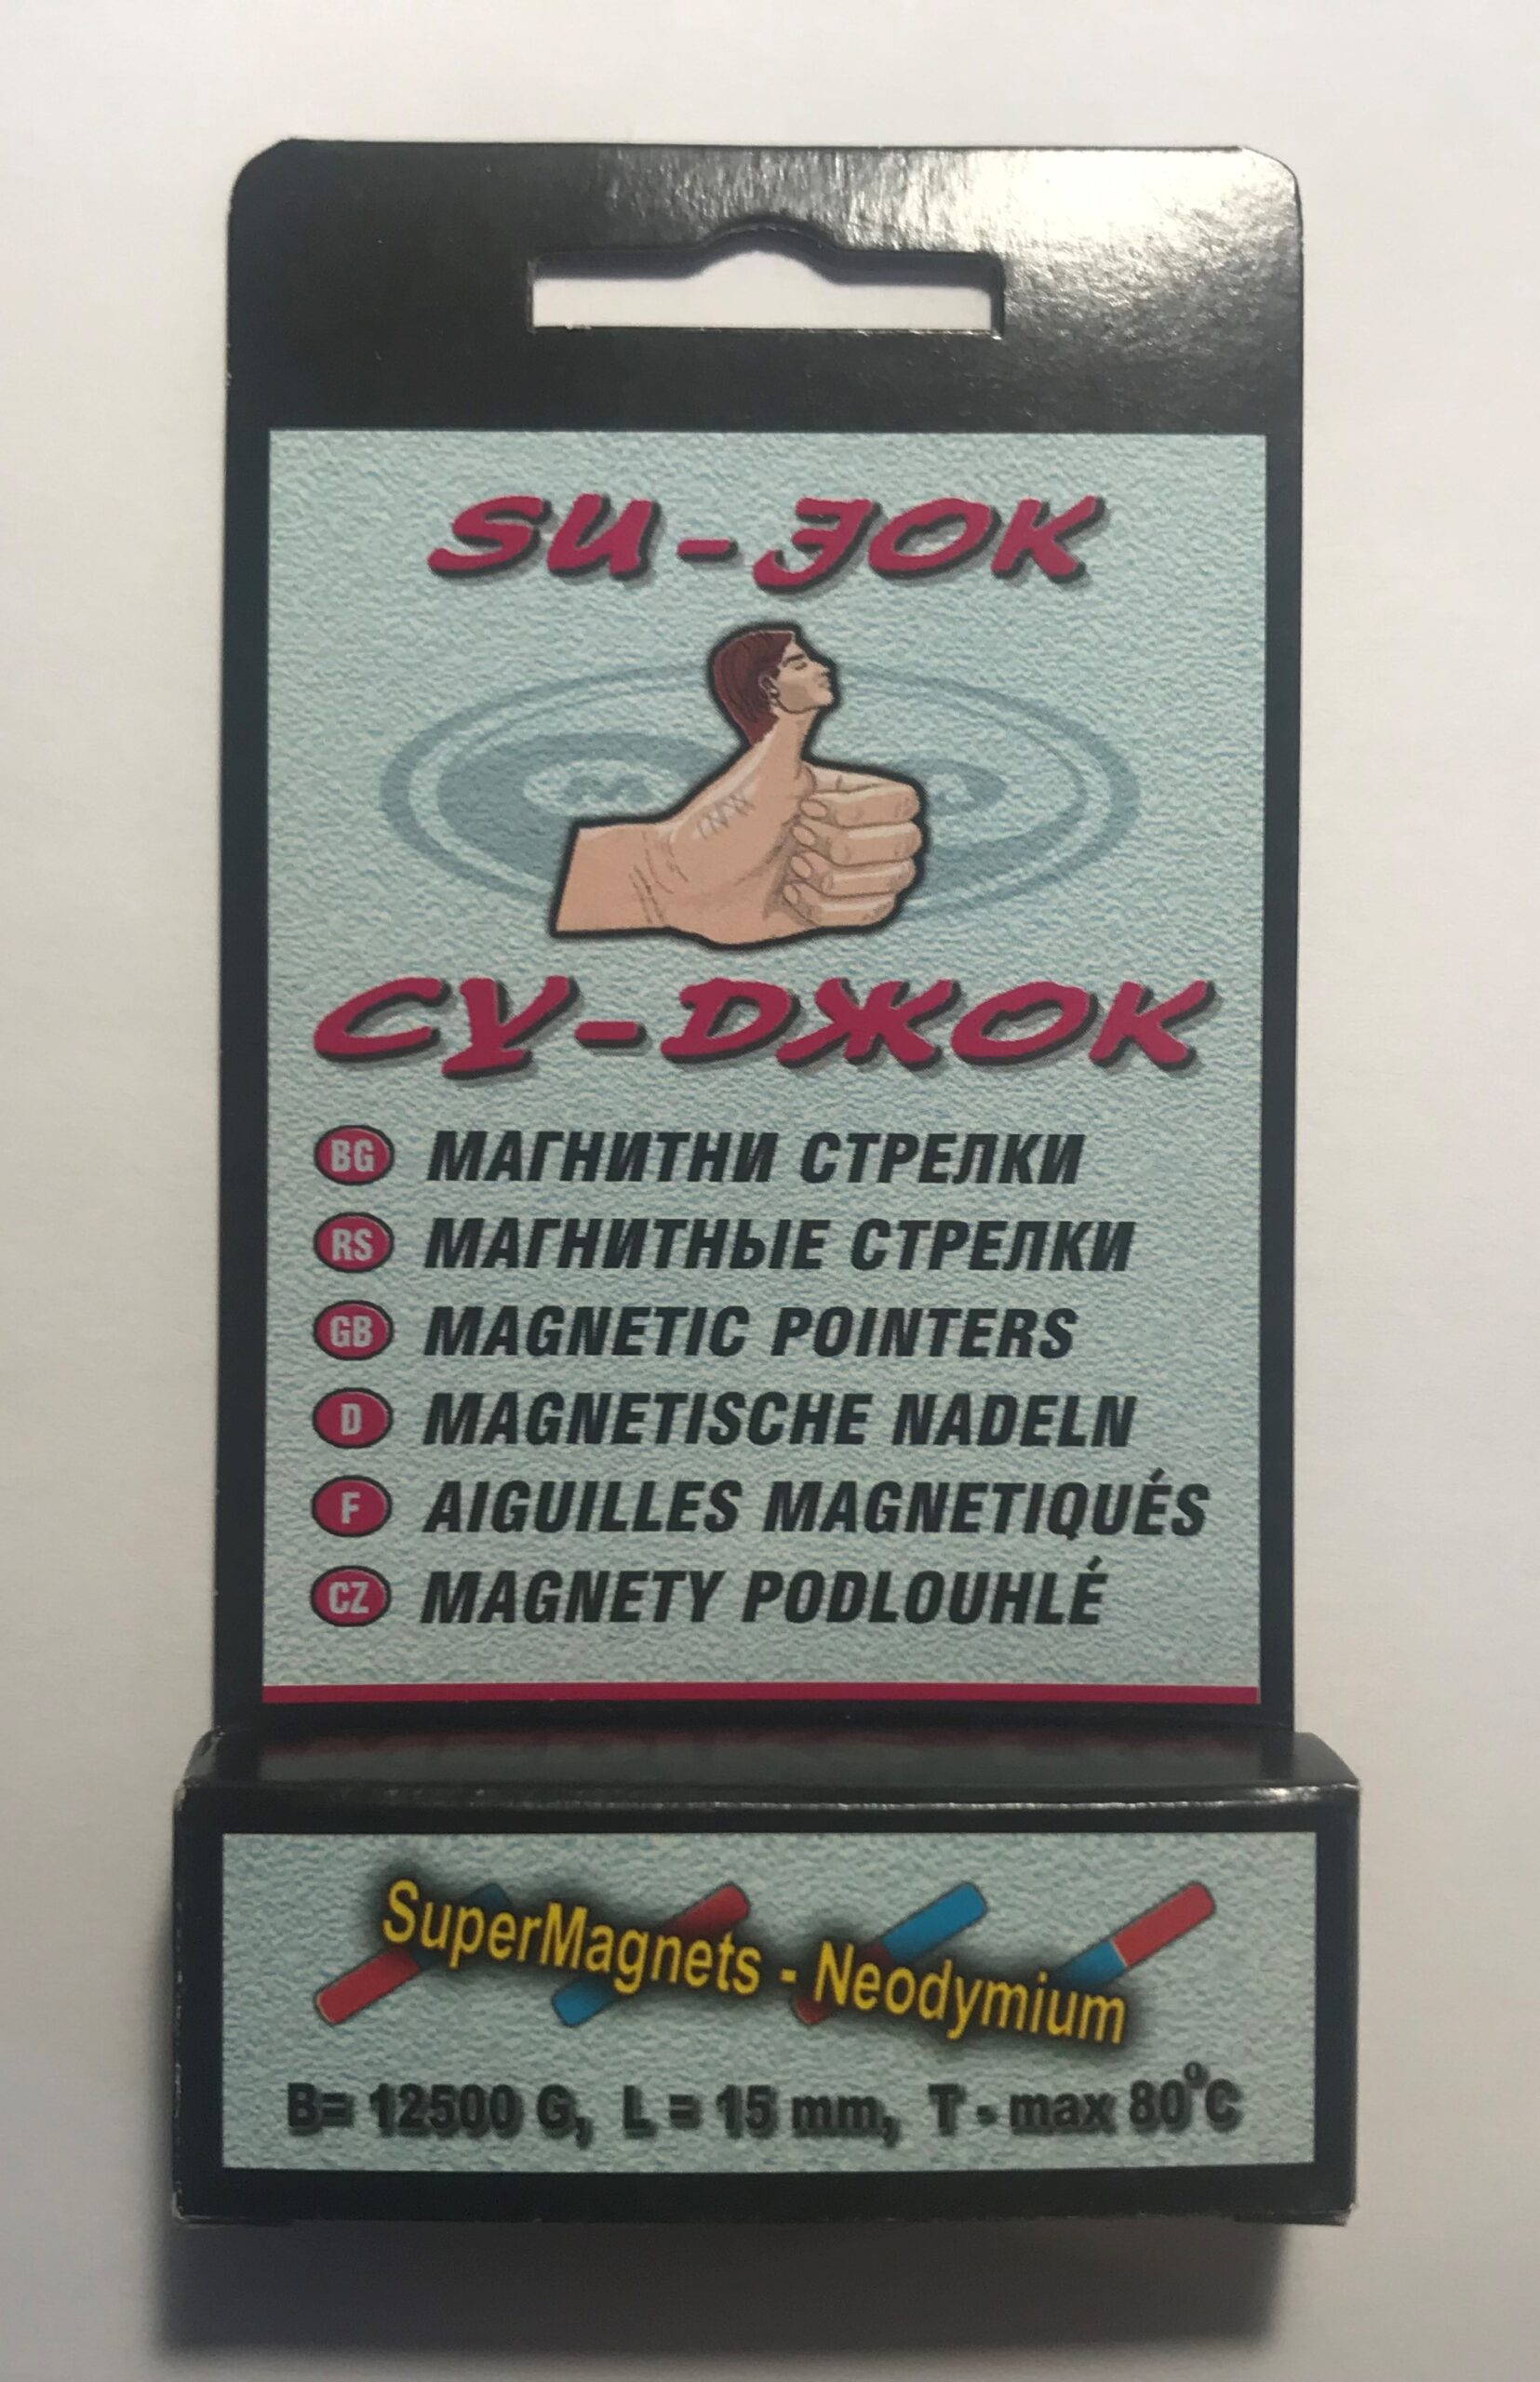 SU-JOK
СУ-ДЖОК
BG МАГНИТНИ СТРЕЛКИ
RS МАГНИТНЫЕ СТРЕЛКИ
GB MAGNETIC POINTERS
D MAGNETISCHE NADELN
F AIGUILLES MAGNETIQUÉS
CZ MAGNETY PODLOUHLÉ
SuperMagnets - Neodymium
B= 12500 G, L = 15 mm, T - max 80°C